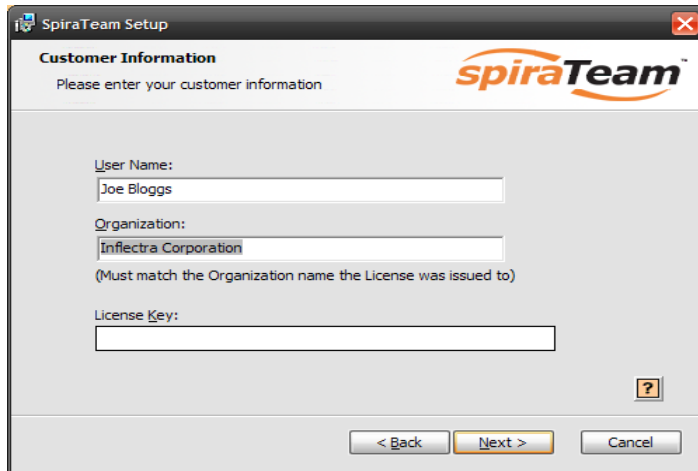 SpiraTeam Setup
Customer Information
Please enter your customer information
spiraTeam™
User Name:
Joe Bloggs
Organization:
Inflectra Corporation
(Must match the Organization name the License was issued to)
License Key:
?
< Back Next > Cancel